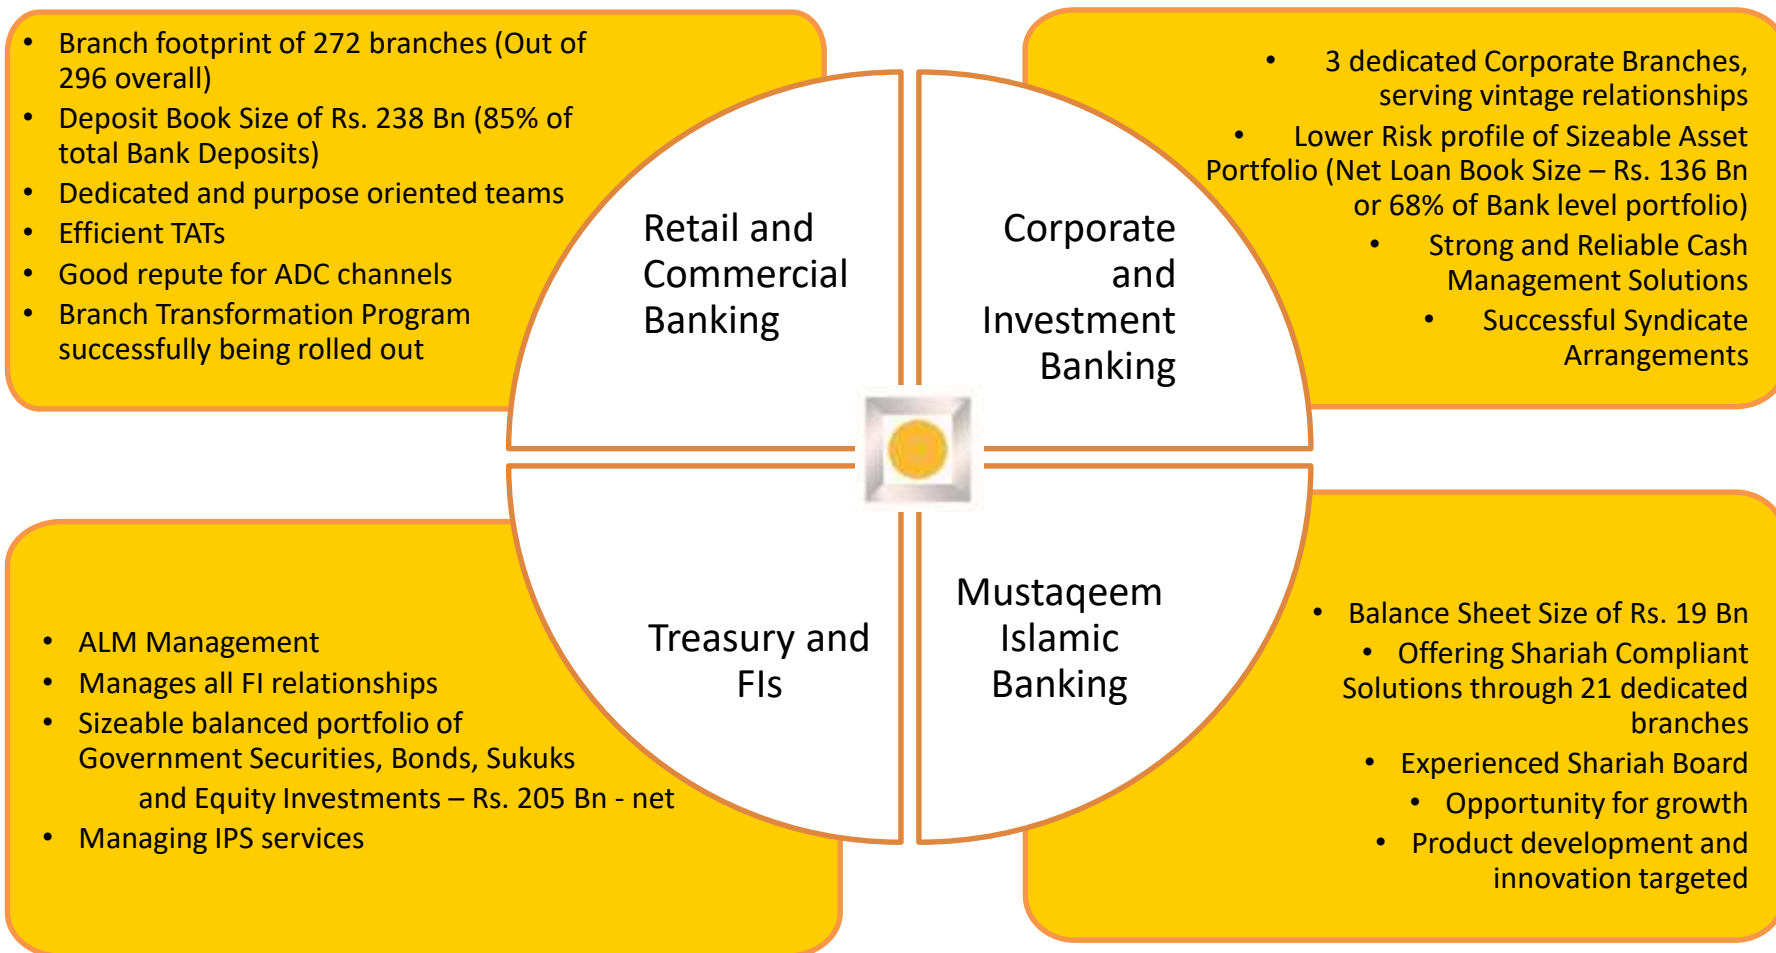 • Branch footprint of 272 branches (Out of
296 overall)
• Deposit Book Size of Rs. 238 Bn (85% of
total Bank Deposits)
• Dedicated and purpose oriented teams
• Efficient TATs
• Good repute for ADC channels
• Branch Transformation Program
successfully being rolled out
Retail and
Commercial
Banking
Corporate
and
Investment
Banking
• 3 dedicated Corporate Branches,
serving vintage relationships
• Lower Risk profile of Sizeable Asset
Portfolio (Net Loan Book Size – Rs. 136 Bn
or 68% of Bank level portfolio)
• Strong and Reliable Cash
Management Solutions
• Successful Syndicate
Arrangements
• ALM Management
• Manages all FI relationships
• Sizeable balanced portfolio of
Government Securities, Bonds, Sukuks
and Equity Investments – Rs. 205 Bn - net
• Managing IPS services
Treasury and
FIs
Mustaqeem
Islamic
Banking
• Balance Sheet Size of Rs. 19 Bn
• Offering Shariah Compliant
Solutions through 21 dedicated
branches
• Experienced Shariah Board
• Opportunity for growth
• Product development and
innovation targeted